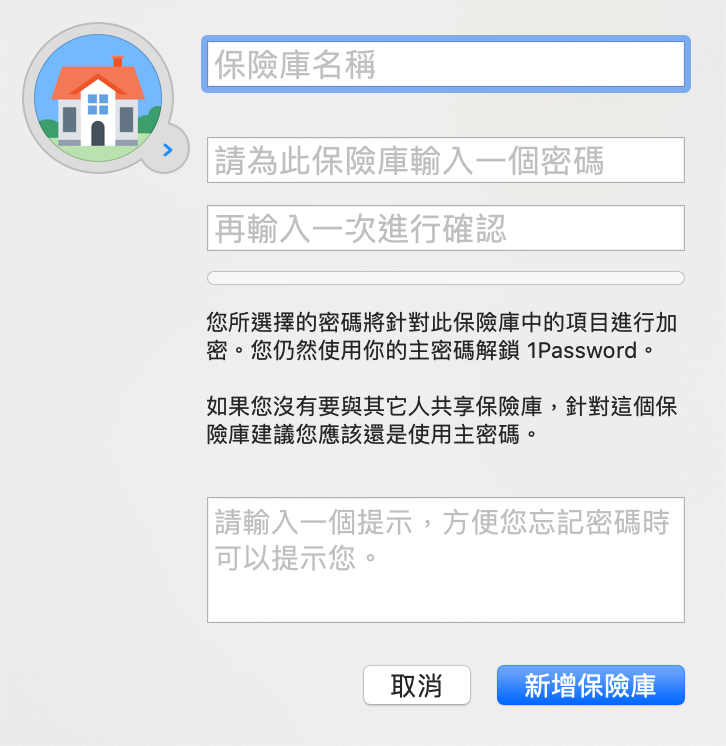 保險庫名稱
請為此保險庫輸入一個密碼
再輸入一次進行確認
您所選擇的密碼將針對此保險庫中的項目進行加
密。您仍然使用你的主密碼解鎖 1Password。
如果您沒有要與其它人共享保險庫，針對這個保
險庫建議您應該還是使用主密碼。
請輸入一個提示，方便您忘記密碼時
可以提示您。
取消
新增保險庫